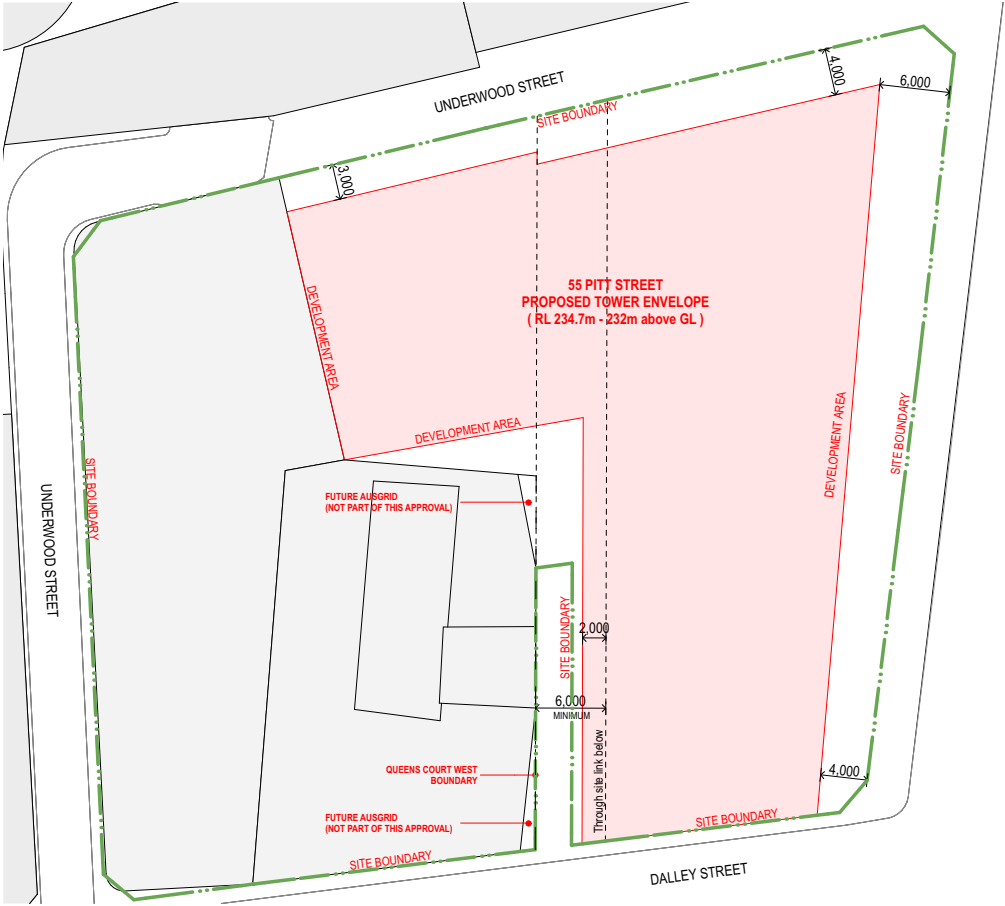 UNDERWOOD STREET
SITE BOUNDARY
4,000
6,000
3,000
55 PITT STREET
PROPOSED TOWER ENVELOPE
( RL 234.7m - 232m above GL )
DEVELOPMENT AREA
DEVELOPMENT AREA
DEVELOPMENT AREA
SITE BOUNDARY
SITE BOUNDARY
UNDERWOOD STREET
FUTURE AUSGRID
(NOT PART OF THIS APPROVAL)
SITE BOUNDARY
2,000
6,000
MINIMUM
Through site link below
QUEENS COURT WEST
BOUNDARY
4,000
FUTURE AUSGRID
(NOT PART OF THIS APPROVAL)
SITE BOUNDARY
SITE BOUNDARY
DALLEY STREET